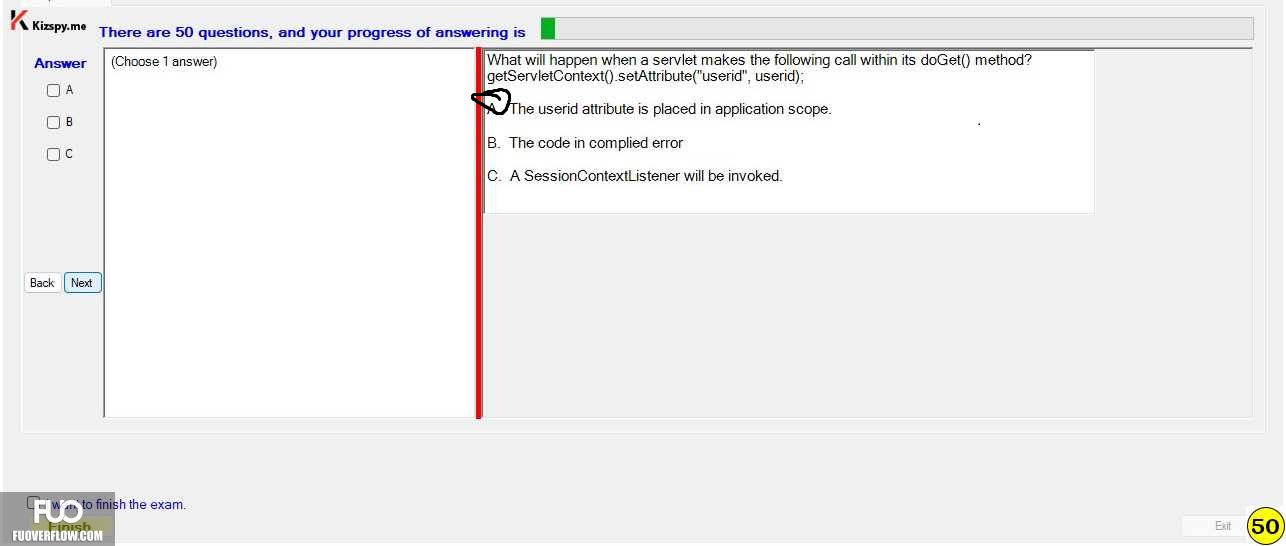 Kizspy.me
There are 50 questions, and your progress of answering is
Answer
A
B
C
Back
Next
(Choose 1 answer)
What will happen when a servlet makes the following call within its doGet() method?
getServletContext().setAttribute("userid", userid);
A. The userid attribute is placed in application scope.
B. The code in complied error
C. A SessionContextListener will be invoked.
I want to finish the exam.
Finish
FUO
FUOVERFLOW.COM
Exit
50